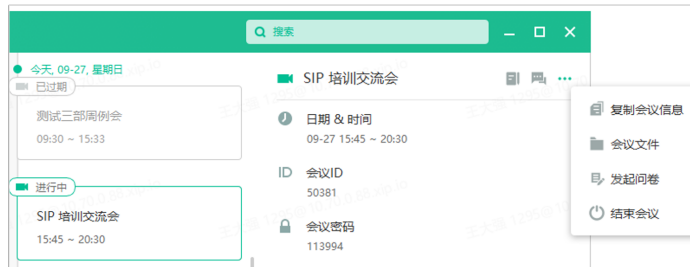 搜索
今天, 09-27, 星期日
已过期
测试三部周例会
09:30 ~ 15:33
进行中
SIP 培训交流会
15:45 ~ 20:30
SIP 培训交流会
日期 & 时间
09-27 15:45 ~ 20:30
ID
会议ID
50381
会议密码
113994
复制会议信息
会议文件
发起问卷
结束会议